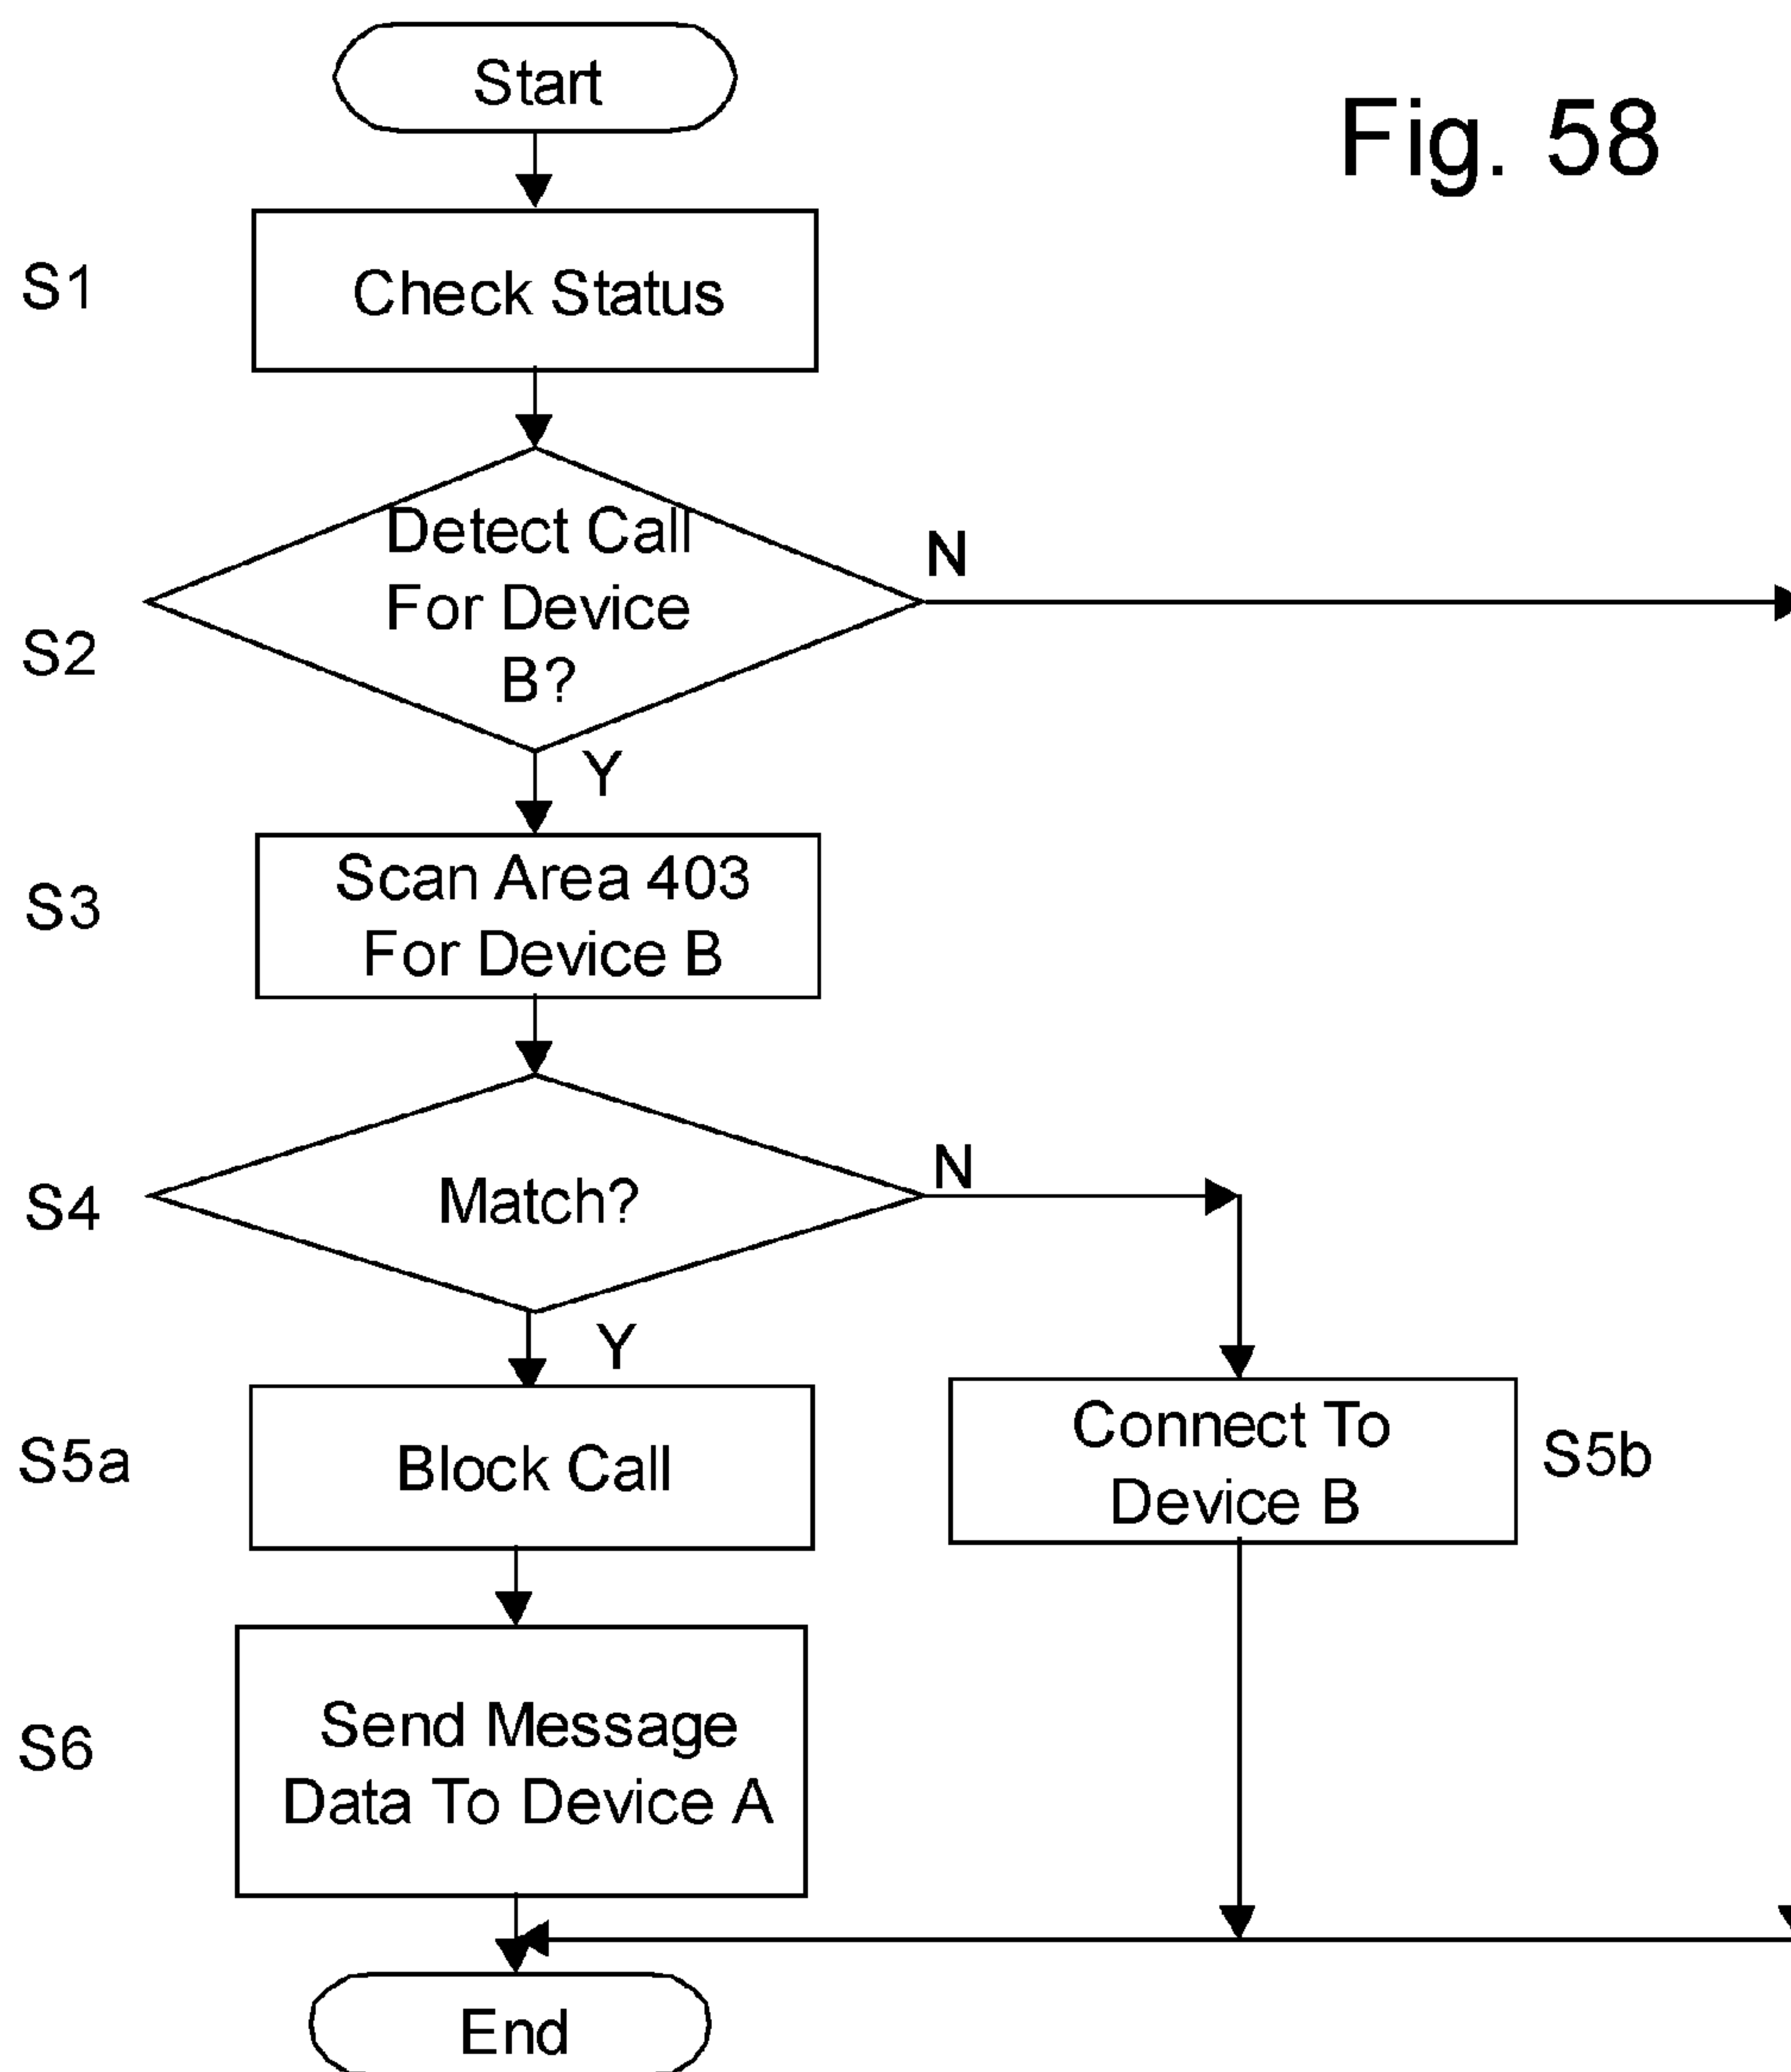 Start
Fig. 58
S1
Check Status
Detect Call
For Device
B?
N
S2
Y
Scan Area 403
For Device B
S3
S4
Match?
N
Y
S5a
Block Call
Connect To
Device B
S5b
S6
Send Message
Data To Device A
End